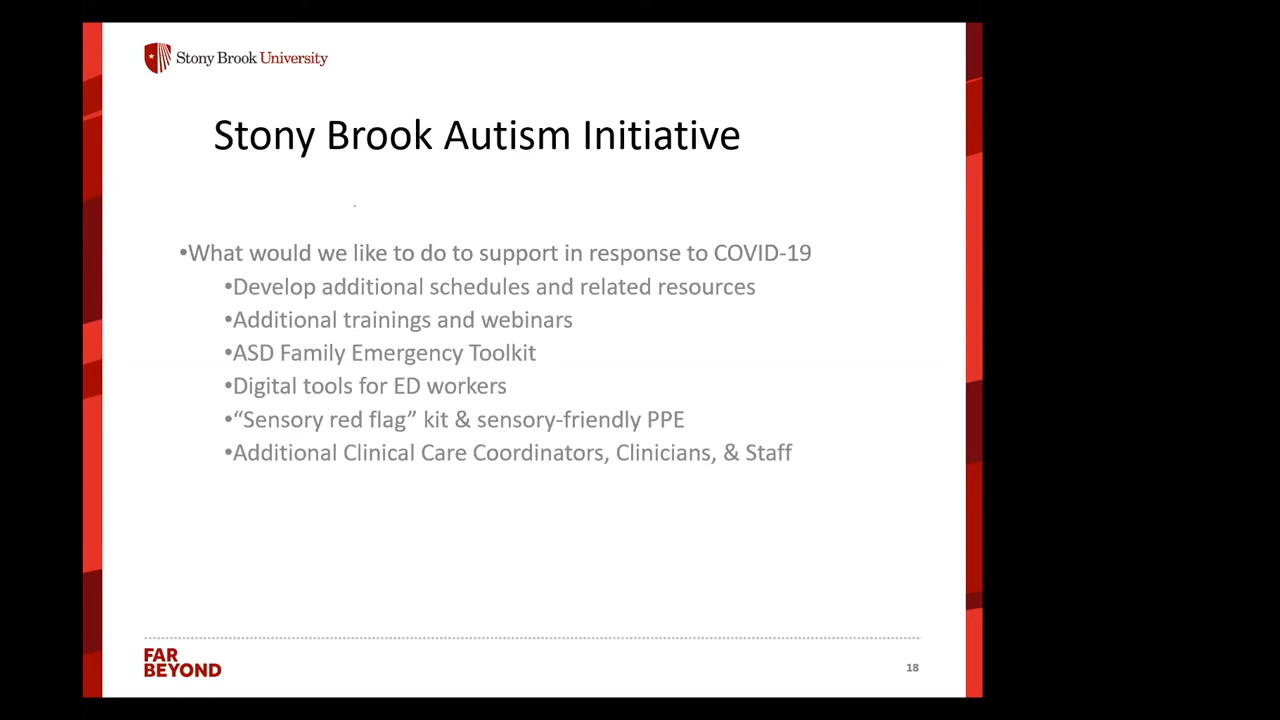 Stony Brook University
Stony Brook Autism Initiative
.
•What would we like to do to support in response to COVID-19
•Develop additional schedules and related resources
•Additional trainings and webinars
•ASD Family Emergency Toolkit
•Digital tools for ED workers
•“Sensory red flag” kit & sensory-friendly PPE
•Additional Clinical Care Coordinators, Clinicians, & Staff
FAR
BEYOND
18